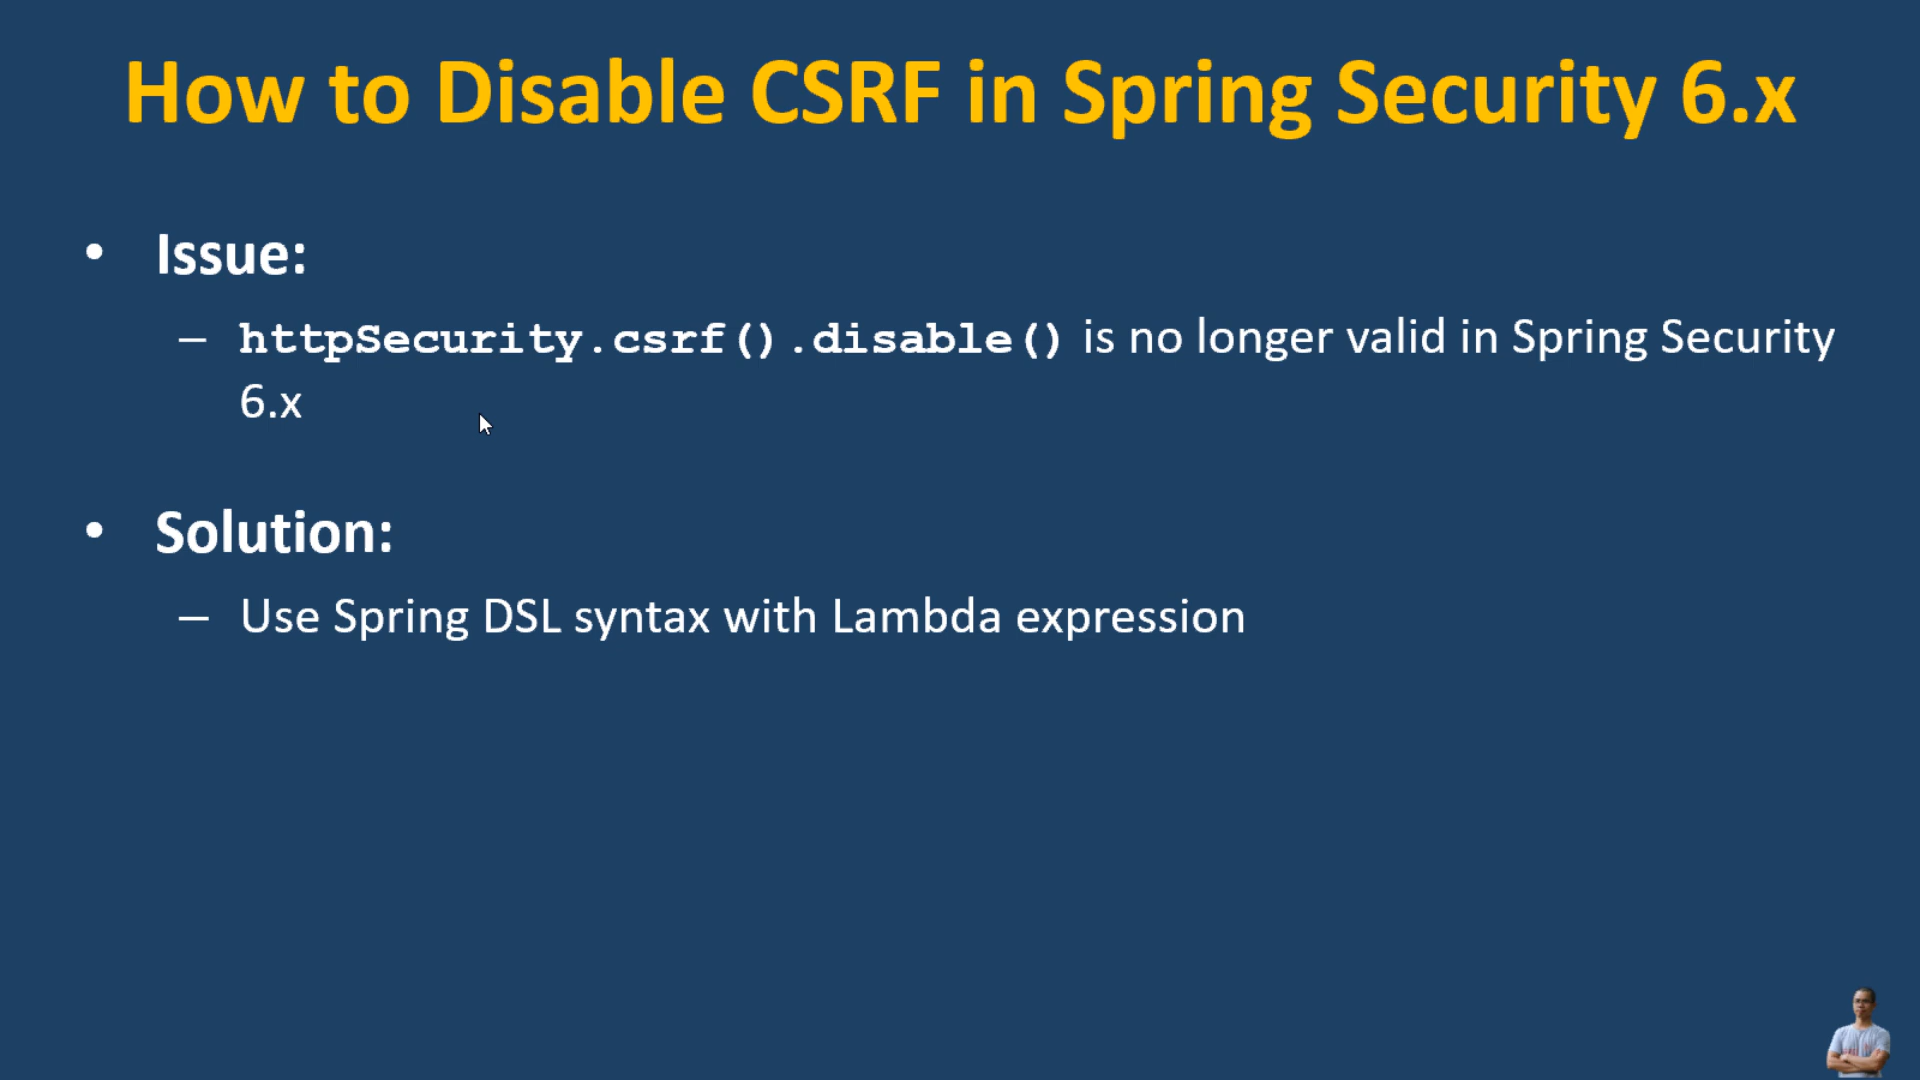 How to Disable CSRF in Spring Security 6.x
• Issue:
– httpSecurity.csrf().disable() is no longer valid in Spring Security
6.x
• Solution:
– Use Spring DSL syntax with Lambda expression